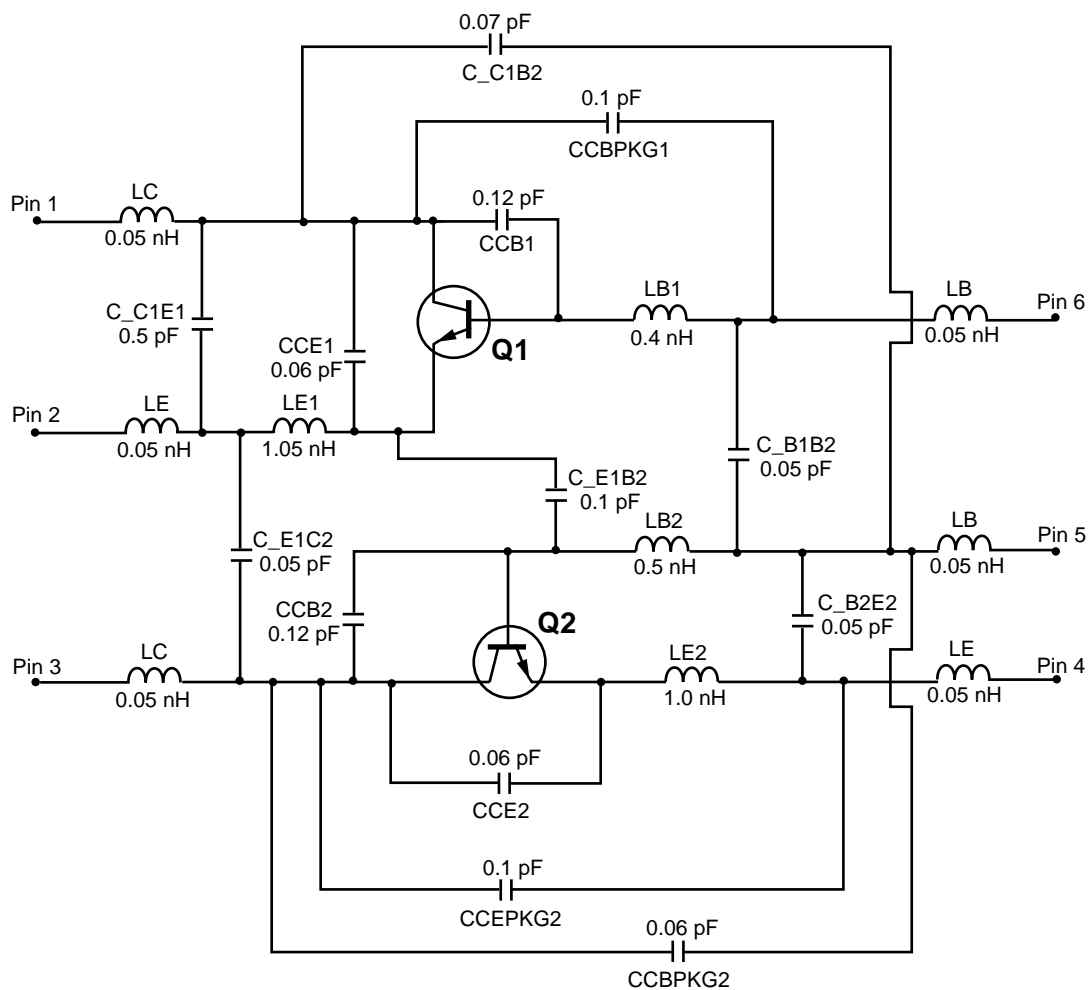 0.07 pF
C_C1B2
0.1 pF
CCBPKG1
LC
Pin 1
0.05 nH
0.12 pF
CCB1
C_C1E1
0.5 pF
LB1
0.4 nH
LB
Pin 6
0.05 nH
CCE1
0.06 pF
Q1
Pin 2
LE
0.05 nH
LE1
1.05 nH
C_B1B2
0.05 pF
C_E1B2
0.1 pF
C_E1C2
0.05 pF
LB2
0.5 nH
LB
Pin 5
0.05 nH
CCB2
0.12 pF
Q2
C_B2E2
0.05 pF
Pin 3
LC
0.05 nH
LE2
1.0 nH
LE
Pin 4
0.05 nH
0.06 pF
CCE2
0.1 pF
CCEPKG2
0.06 pF
CCBPKG2